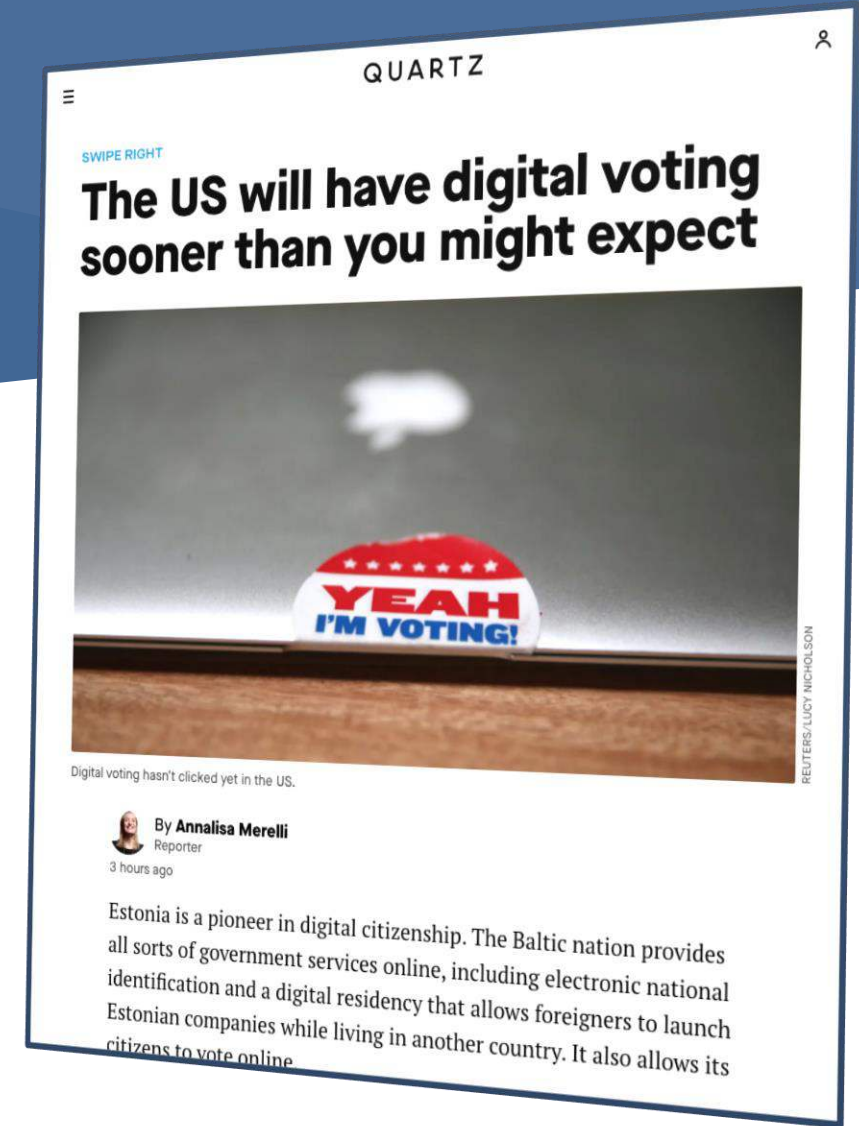 QUARTZ
SWIPE RIGHT
The US will have digital voting
sooner than you might expect
YEAH
I'M VOTING!
REUTERS/LUCY NICHOLSON
Digital voting hasn't clicked yet in the US.
By Annalisa Merelli
Reporter
3 hours ago
Estonia is a pioneer in digital citizenship. The Baltic nation provides
all sorts of government services online, including electronic national
identification and a digital residency that allows foreigners to launch
Estonian companies while living in another country. It also allows its
citizens to vote online.